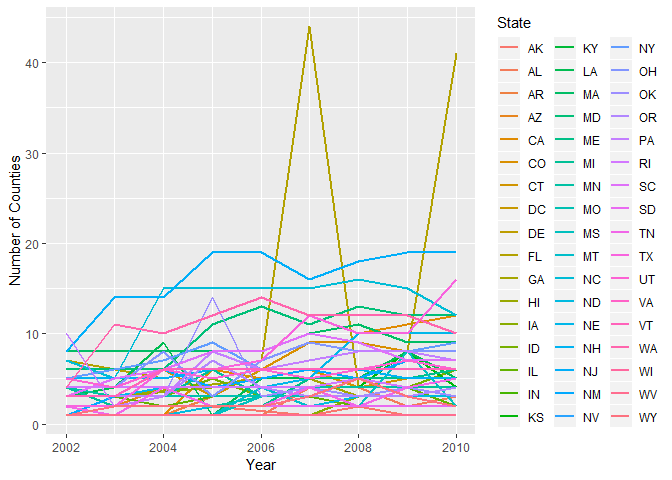 State
AK KY NY
AL LA OH
AR MA OK
AZ MD OR
CA ME PA
CO MI RI
CT MN SC
DC MO SD
DE MS TN
FL MT TX
GA NC UT
HI ND VA
IA NE VT
ID NH WA
IL NJ WI
IN NM WV
KS NV WY
Number of Counties
40
30
20
10
0
2002 2004 2006 2008 2010
Year